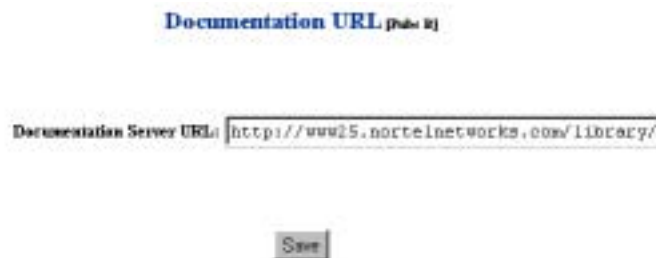 Documentation URL
Documentation Server URL: http://www25.nortelnetworks.com/library/
Save